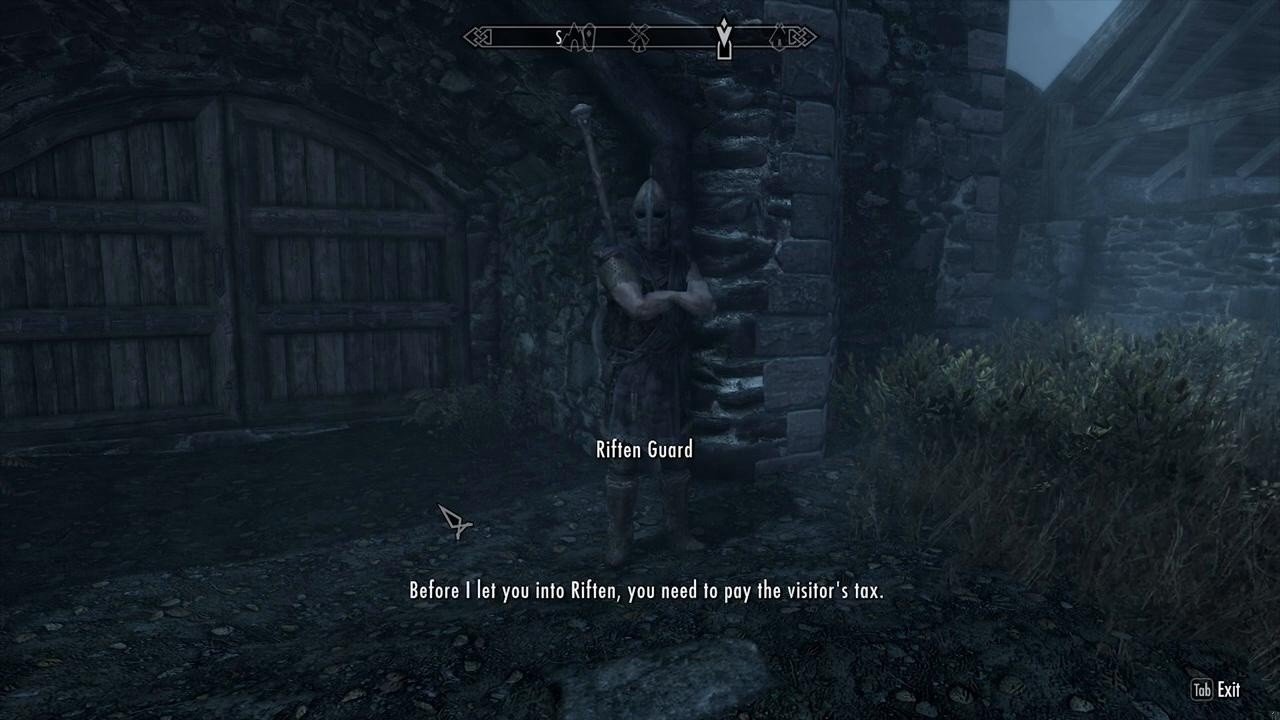 S
Riften Guard
Before I let you into Riften, you need to pay the visitor's tax.
Tab Exit